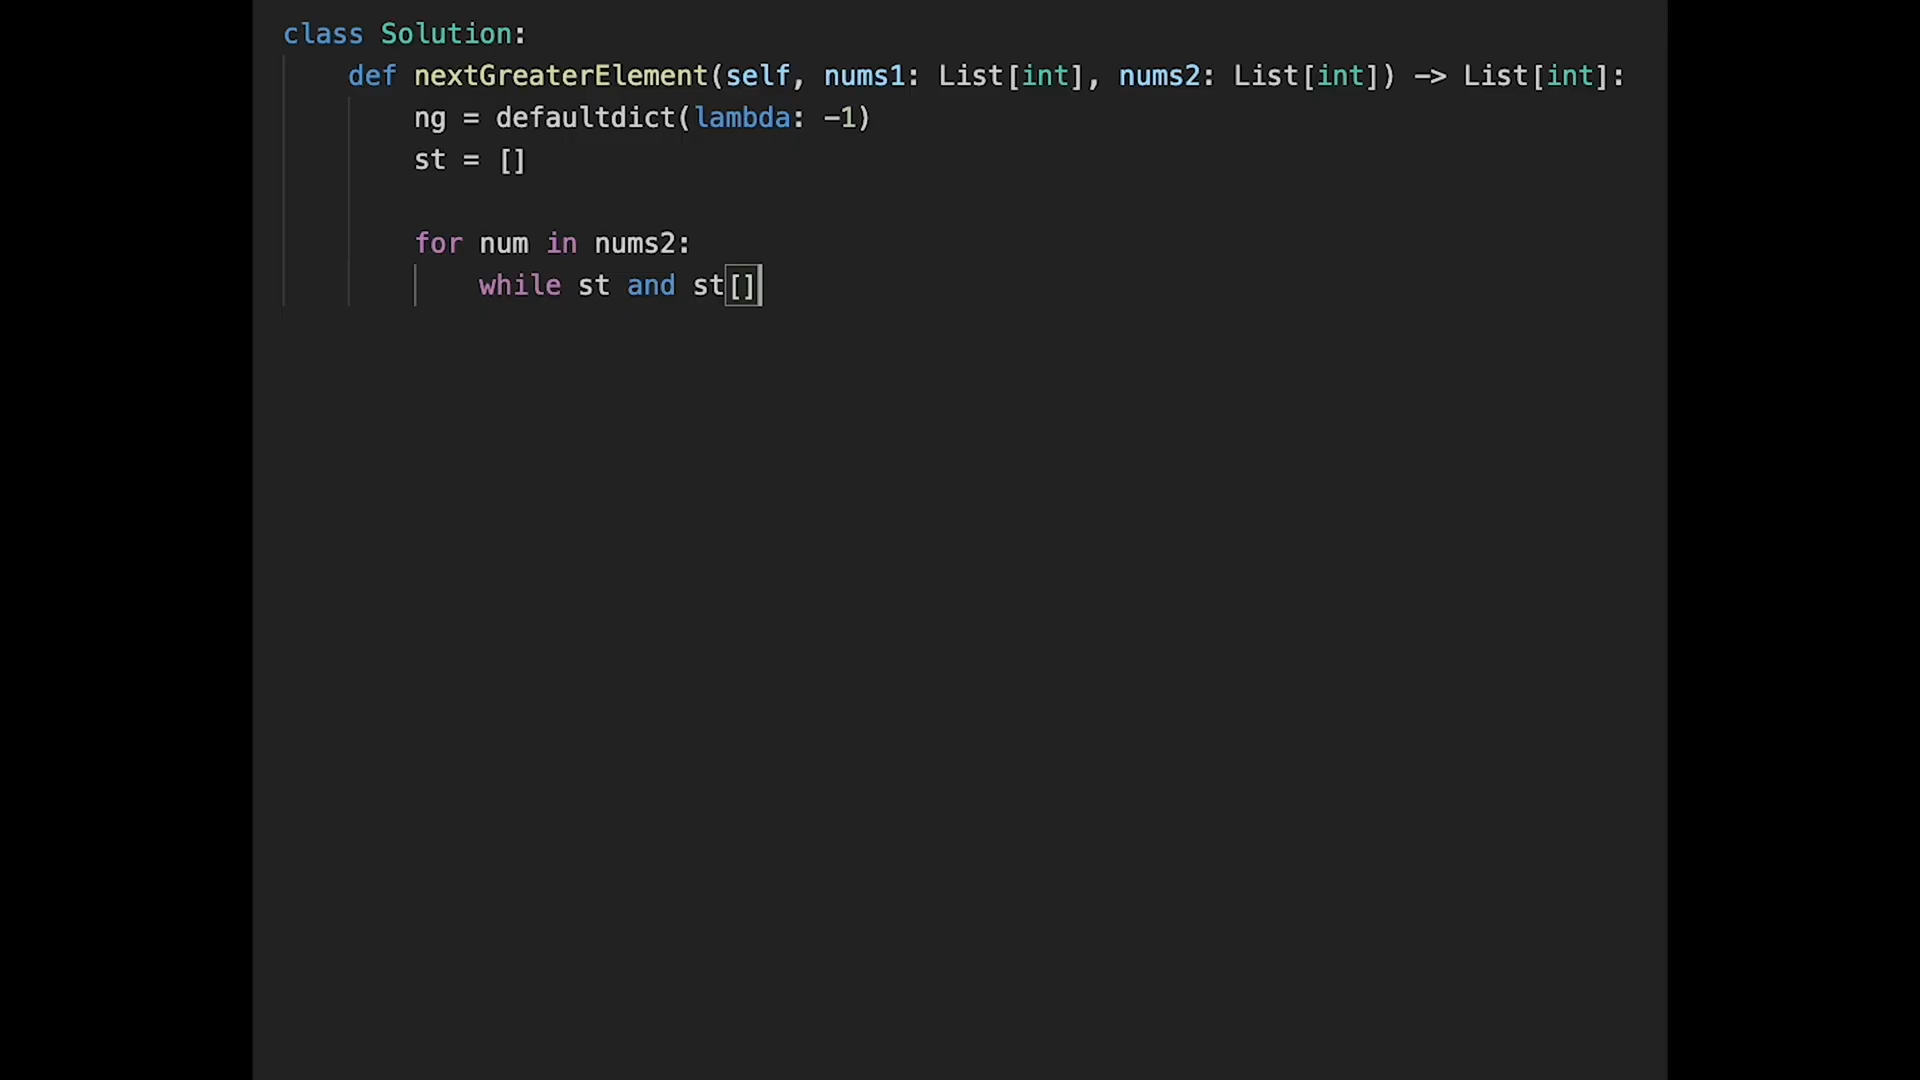 class Solution:
    def nextGreaterElement(self, nums1: List[int], nums2: List[int]) -> List[int]:
        ng = defaultdict(lambda: -1)
        st = []

        for num in nums2:
            while st and st[]